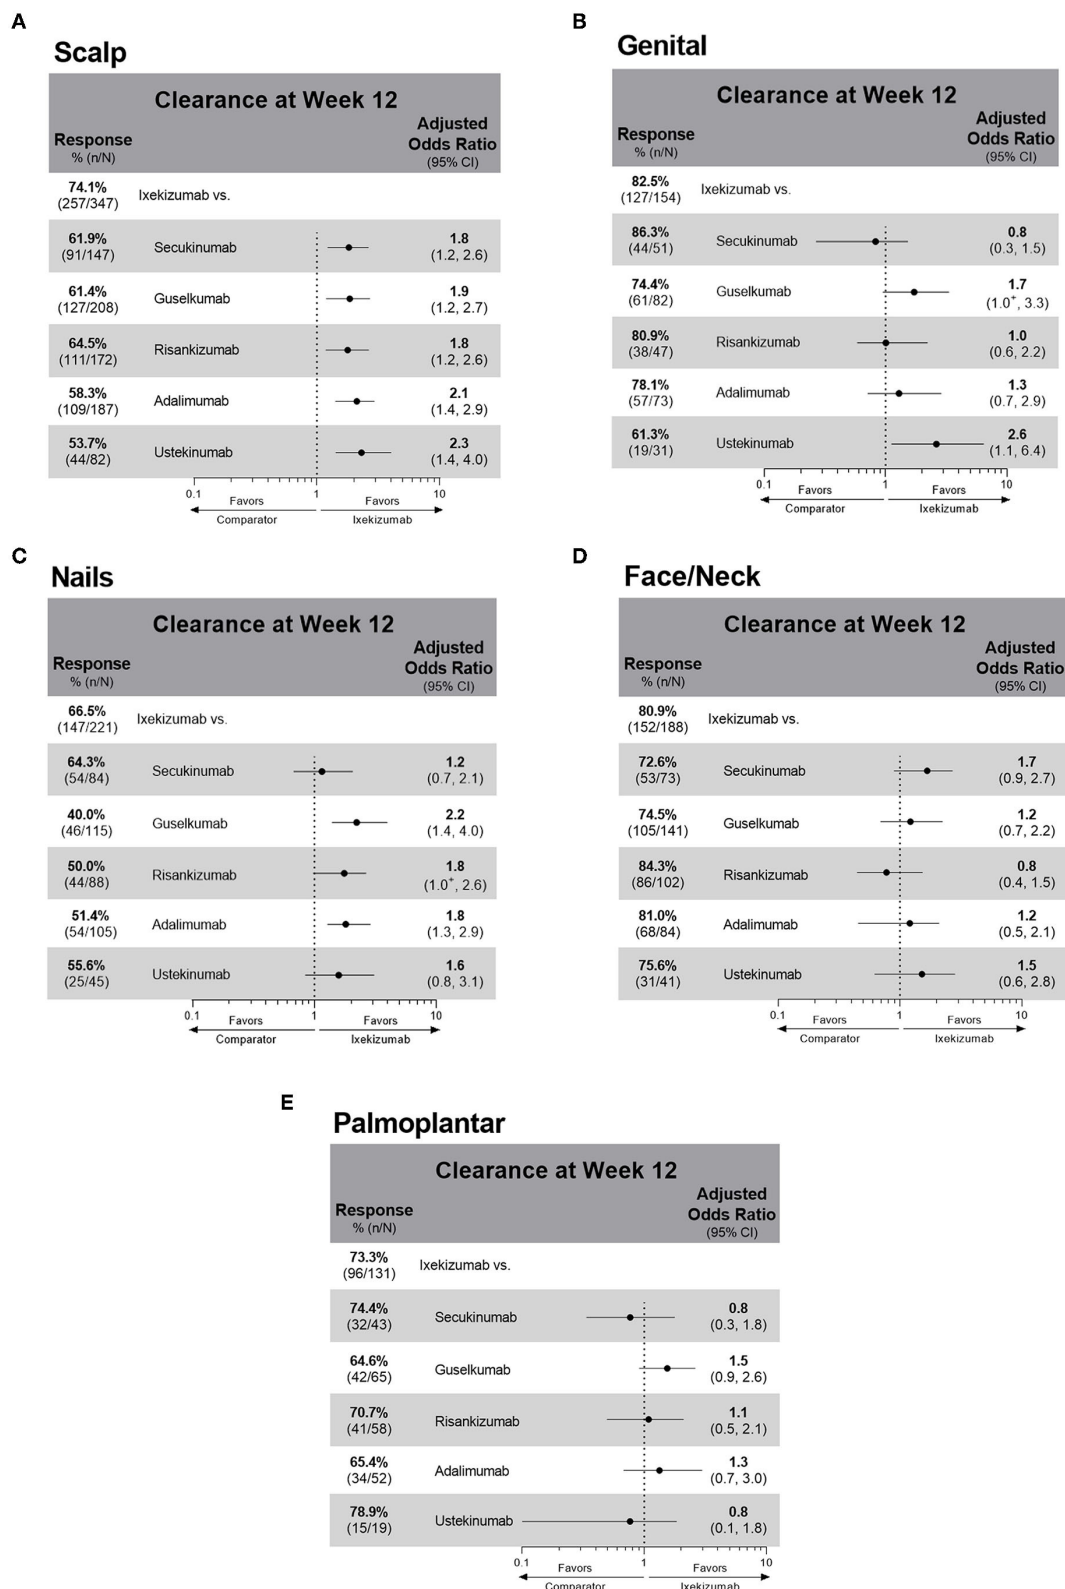 A
Scalp
Clearance at Week 12
Response
% (n/N)
Adjusted
Odds Ratio
(95% CI)
74.1%
(257/347)
Ixekizumab vs.
61.9%
(91/147)
Secukinumab
1.8
(1.2, 2.6)
61.4%
(127/208)
Guselkumab
1.9
(1.2, 2.7)
64.5%
(111/172)
Risankizumab
1.8
(1.2, 2.6)
58.3%
(109/187)
Adalimumab
2.1
(1.4, 2.9)
53.7%
(44/82)
Ustekinumab
2.3
(1.4, 4.0)
0.1 1 10
Favors Favors
Comparator Ixekizumab
B
Genital
Clearance at Week 12
Response
% (n/N)
Adjusted
Odds Ratio
(95% CI)
82.5%
(127/154)
Ixekizumab vs.
86.3%
(44/51)
Secukinumab
0.8
(0.3, 1.5)
74.4%
(61/82)
Guselkumab
1.7
(1.0⁺, 3.3)
80.9%
(38/47)
Risankizumab
1.0
(0.6, 2.2)
78.1%
(57/73)
Adalimumab
1.3
(0.7, 2.9)
61.3%
(19/31)
Ustekinumab
2.6
(1.1, 6.4)
0.1 1 10
Favors Favors
Comparator Ixekizumab
C
Nails
Clearance at Week 12
Response
% (n/N)
Adjusted
Odds Ratio
(95% CI)
66.5%
(147/221)
Ixekizumab vs.
64.3%
(54/84)
Secukinumab
1.2
(0.7, 2.1)
40.0%
(46/115)
Guselkumab
2.2
(1.4, 4.0)
50.0%
(44/88)
Risankizumab
1.8
(1.0⁺, 2.6)
51.4%
(54/105)
Adalimumab
1.8
(1.3, 2.9)
55.6%
(25/45)
Ustekinumab
1.6
(0.8, 3.1)
0.1 1 10
Favors Favors
Comparator Ixekizumab
D
Face/Neck
Clearance at Week 12
Response
% (n/N)
Adjusted
Odds Ratio
(95% CI)
80.9%
(152/188)
Ixekizumab vs.
72.6%
(53/73)
Secukinumab
1.7
(0.9, 2.7)
74.5%
(105/141)
Guselkumab
1.2
(0.7, 2.2)
84.3%
(86/102)
Risankizumab
0.8
(0.4, 1.5)
81.0%
(68/84)
Adalimumab
1.2
(0.5, 2.1)
75.6%
(31/41)
Ustekinumab
1.5
(0.6, 2.8)
0.1 1 10
Favors Favors
Comparator Ixekizumab
E
Palmoplantar
Clearance at Week 12
Response
% (n/N)
Adjusted
Odds Ratio
(95% CI)
73.3%
(96/131)
Ixekizumab vs.
74.4%
(32/43)
Secukinumab
0.8
(0.3, 1.8)
64.6%
(42/65)
Guselkumab
1.5
(0.9, 2.6)
70.7%
(41/58)
Risankizumab
1.1
(0.5, 2.1)
65.4%
(34/52)
Adalimumab
1.3
(0.7, 3.0)
78.9%
(15/19)
Ustekinumab
0.8
(0.1, 1.8)
0.1 1 10
Favors Favors
Comparator Ixekizumab